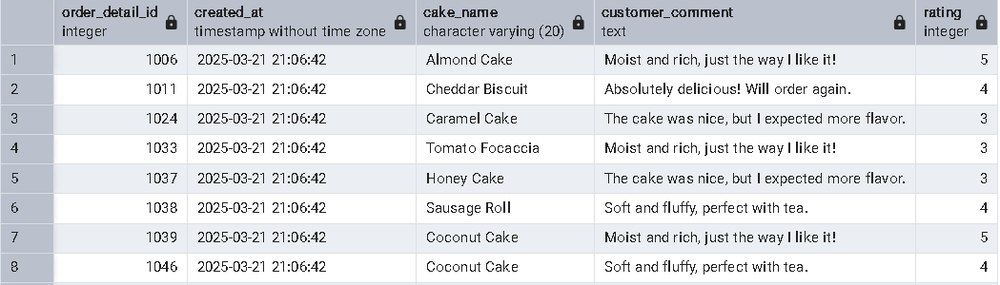 order_detail_id created_at cake_name customer_comment rating
integer timestamp without time zone character varying (20) text integer
1 1006 2025-03-21 21:06:42 Almond Cake Moist and rich, just the way I like it! 5
2 1011 2025-03-21 21:06:42 Cheddar Biscuit Absolutely delicious! Will order again. 4
3 1024 2025-03-21 21:06:42 Caramel Cake The cake was nice, but I expected more flavor. 3
4 1033 2025-03-21 21:06:42 Tomato Focaccia Moist and rich, just the way I like it! 3
5 1037 2025-03-21 21:06:42 Honey Cake The cake was nice, but I expected more flavor. 3
6 1038 2025-03-21 21:06:42 Sausage Roll Soft and fluffy, perfect with tea. 4
7 1039 2025-03-21 21:06:42 Coconut Cake Moist and rich, just the way I like it! 5
8 1046 2025-03-21 21:06:42 Coconut Cake Soft and fluffy, perfect with tea. 4